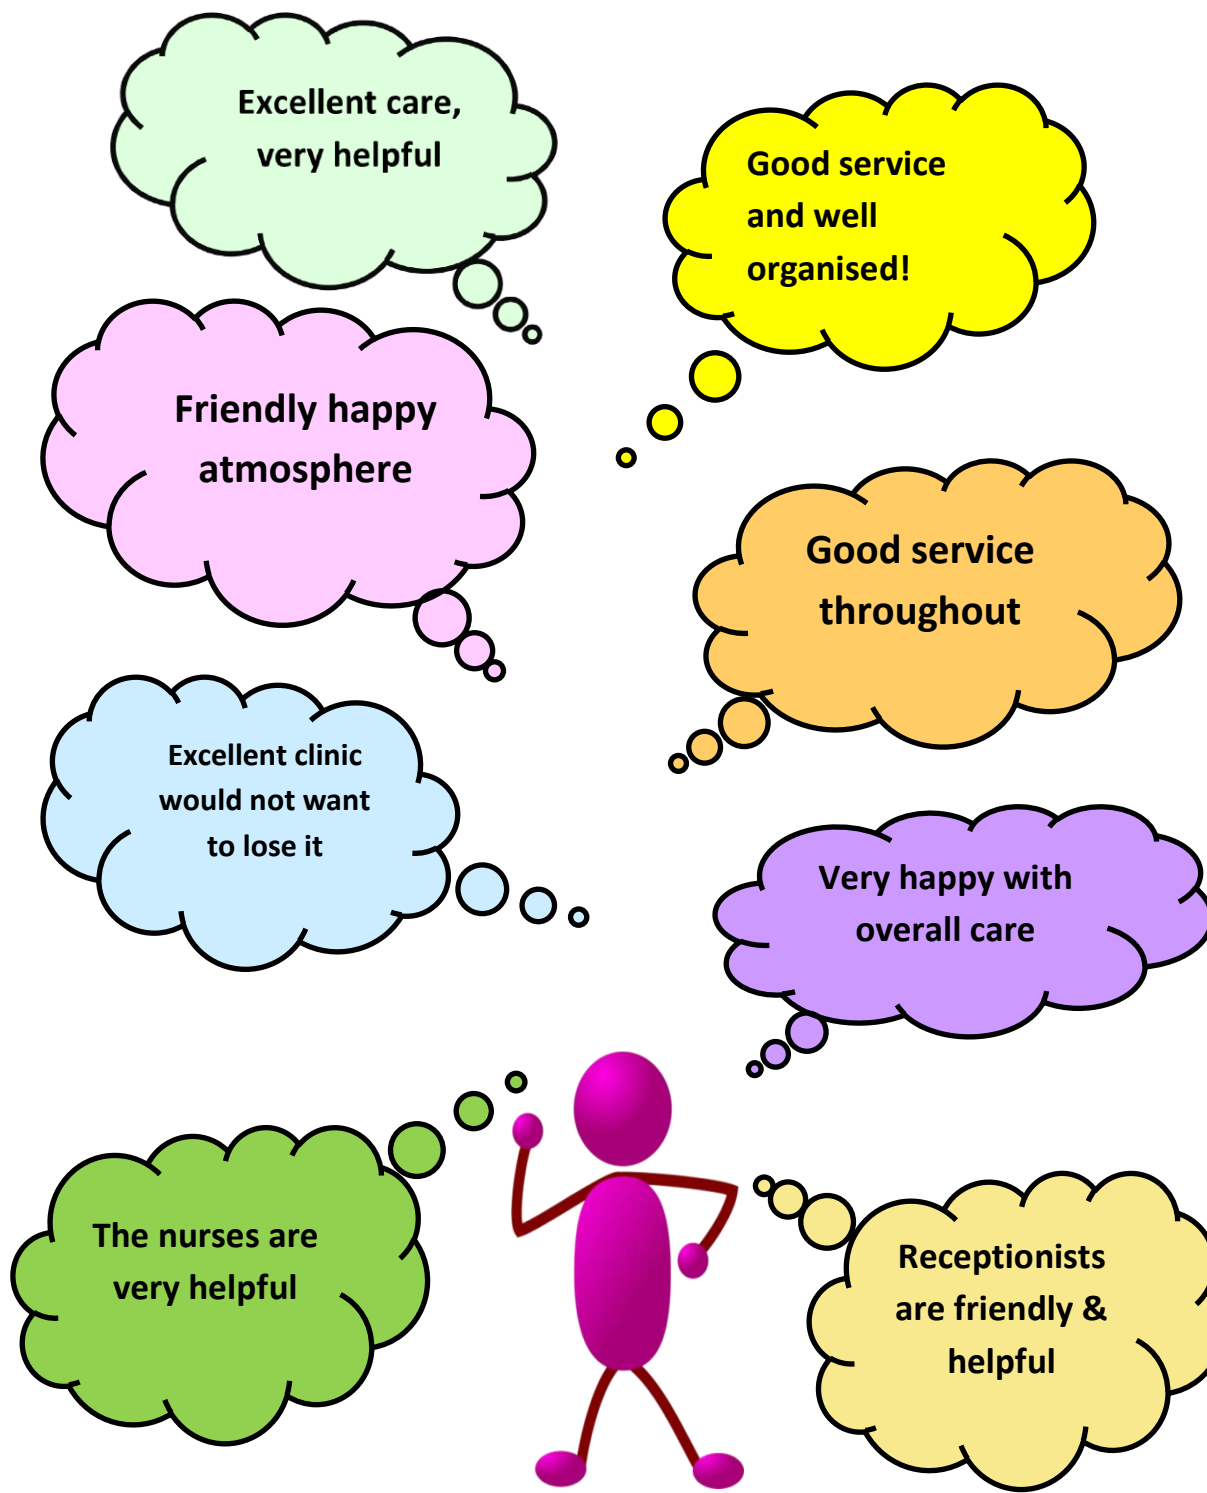 Excellent care,
very helpful
Good service
and well
organised!
Friendly happy
atmosphere
Good service
throughout
Excellent clinic
would not want
to lose it
Very happy with
overall care
The nurses are
very helpful
Receptionists
are friendly &
helpful